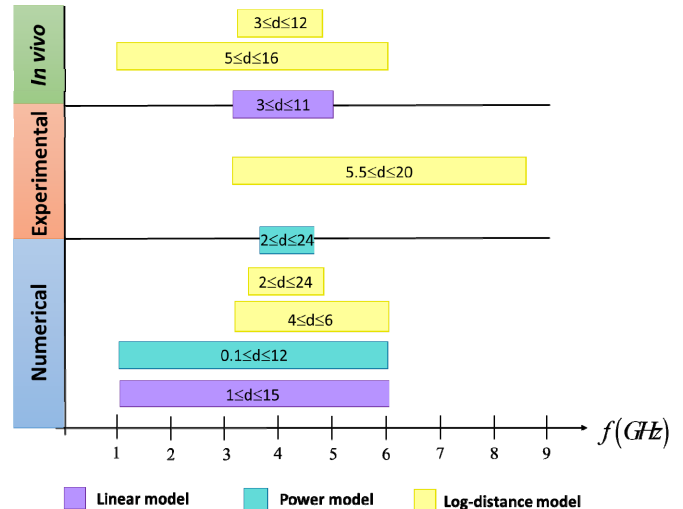 In vivo
3≤d≤12
5≤d≤16
Experimental
3≤d≤11
5.5≤d≤20
2≤d≤24
Numerical
2≤d≤24
4≤d≤6
0.1≤d≤12
1≤d≤15
1 2 3 4 5 6 7 8 9 f(GHz)
Linear model Power model Log-distance model